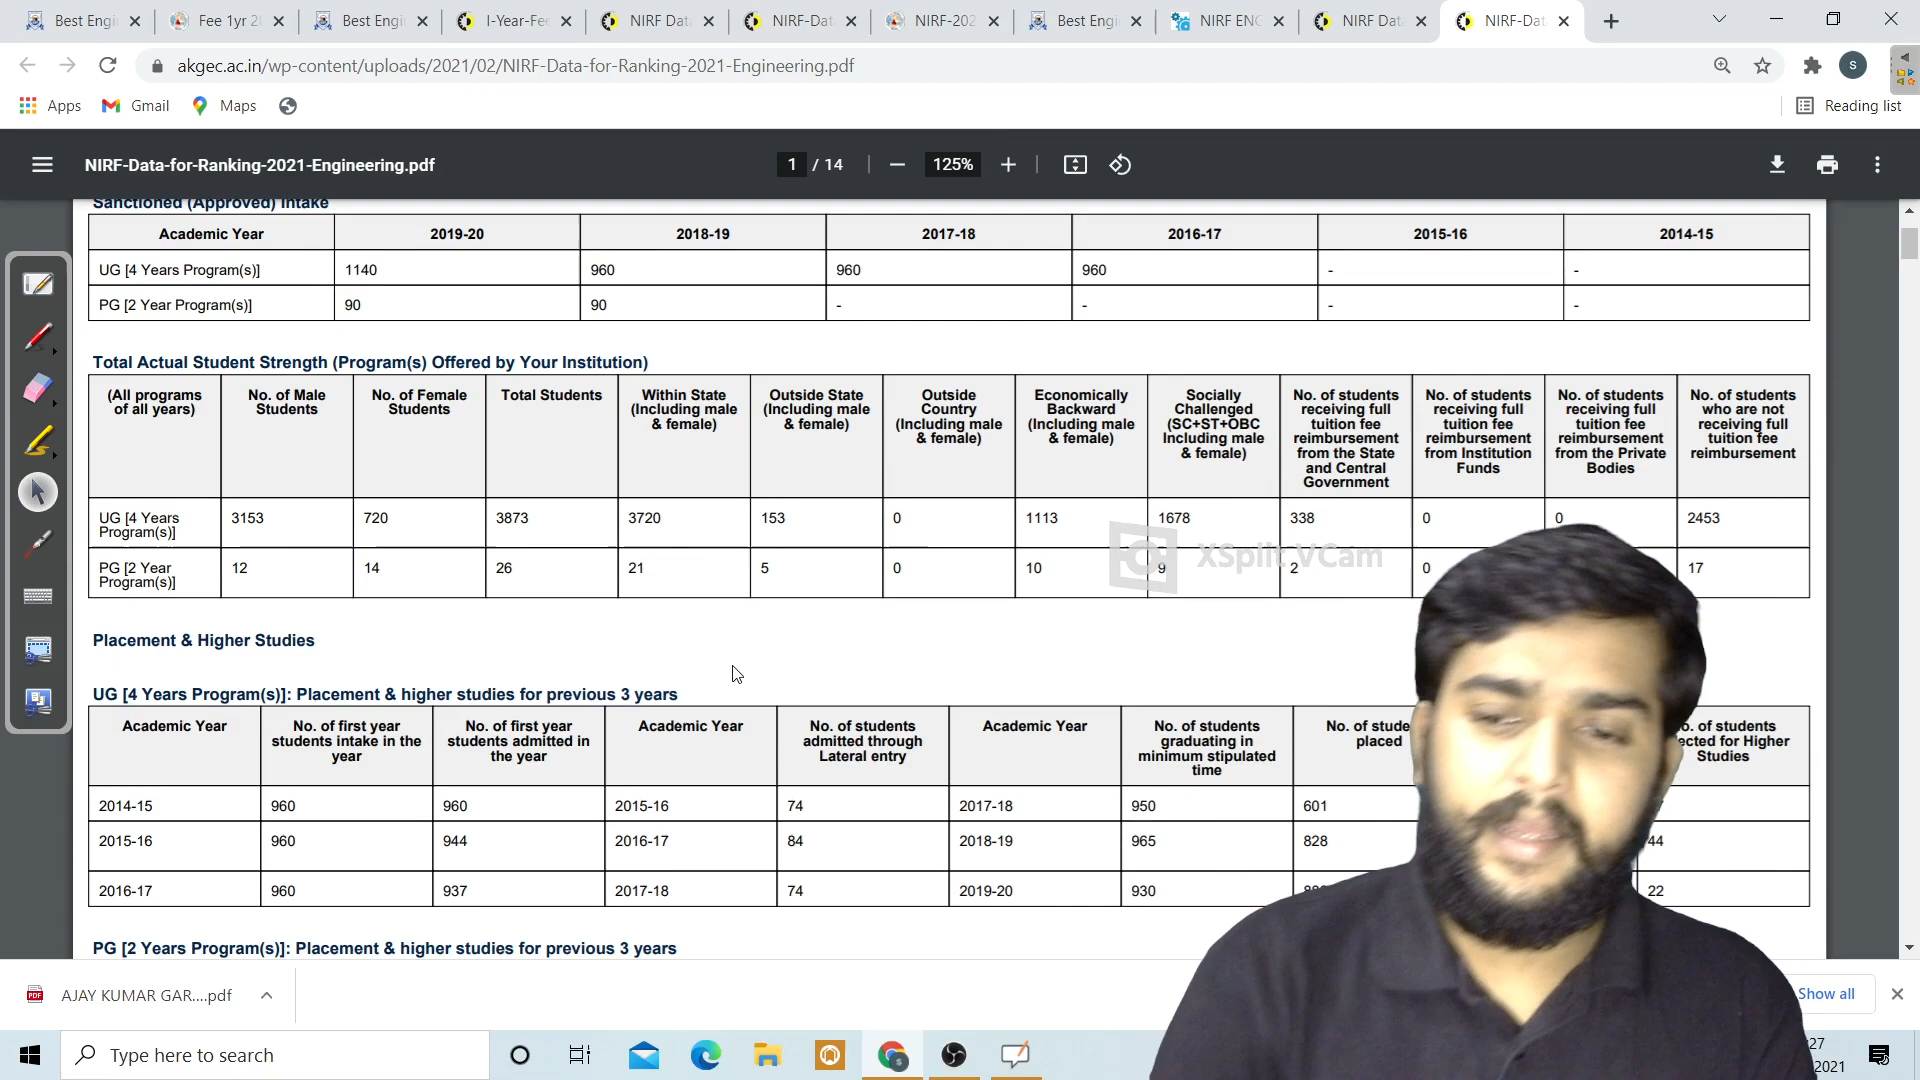 Best Engi
Fee 1yr 2
Best Engi
I-Year-Fee
NIRF Dat
NIRF-Dat
NIRF-202
Best Engi
NIRF ENG
NIRF Dat
NIRF-Dat
akgec.ac.in/wp-content/uploads/2021/02/NIRF-Data-for-Ranking-2021-Engineering.pdf
S
Apps
Gmail
Maps
Reading list
NIRF-Data-for-Ranking-2021-Engineering.pdf
1 / 14
125%
Sanctioned (Approved) Intake
Academic Year 2019-20 2018-19 2017-18 2016-17 2015-16 2014-15
UG [4 Years Program(s)] 1140 960 960 960 - -
PG [2 Year Program(s)] 90 90 - - - -
Total Actual Student Strength (Program(s) Offered by Your Institution)
(All programs of all years)
No. of Male Students
No. of Female Students
Total Students
Within State (Including male & female)
Outside State (Including male & female)
Outside Country (Including male & female)
Economically Backward (Including male & female)
Socially Challenged (SC+ST+OBC Including male & female)
No. of students receiving full tuition fee reimbursement from the State and Central Government
No. of students receiving full tuition fee reimbursement from Institution Funds
No. of students receiving full tuition fee reimbursement from the Private Bodies
No. of students who are not receiving full tuition fee reimbursement
UG [4 Years Program(s)] 3153 720 3873 3720 153 0 1113 1678 338 0 0 2453
XSplit VCam
PG [2 Year Program(s)] 12 14 26 21 5 0 10 9 2 0 17
Placement & Higher Studies
UG [4 Years Program(s)]: Placement & higher studies for previous 3 years
Academic Year
No. of first year students intake in the year
No. of first year students admitted in the year
Academic Year
No. of students admitted through Lateral entry
Academic Year
No. of students graduating in minimum stipulated time
No. of stude placed
of students ected for Higher Studies
2014-15 960 960 2015-16 74 2017-18 950 601
2015-16 960 944 2016-17 84 2018-19 965 828 44
2016-17 960 937 2017-18 74 2019-20 930 22
PG [2 Years Program(s)]: Placement & higher studies for previous 3 years
PDF
AJAY KUMAR GAR....pdf
Show all
Type here to search
27
2021